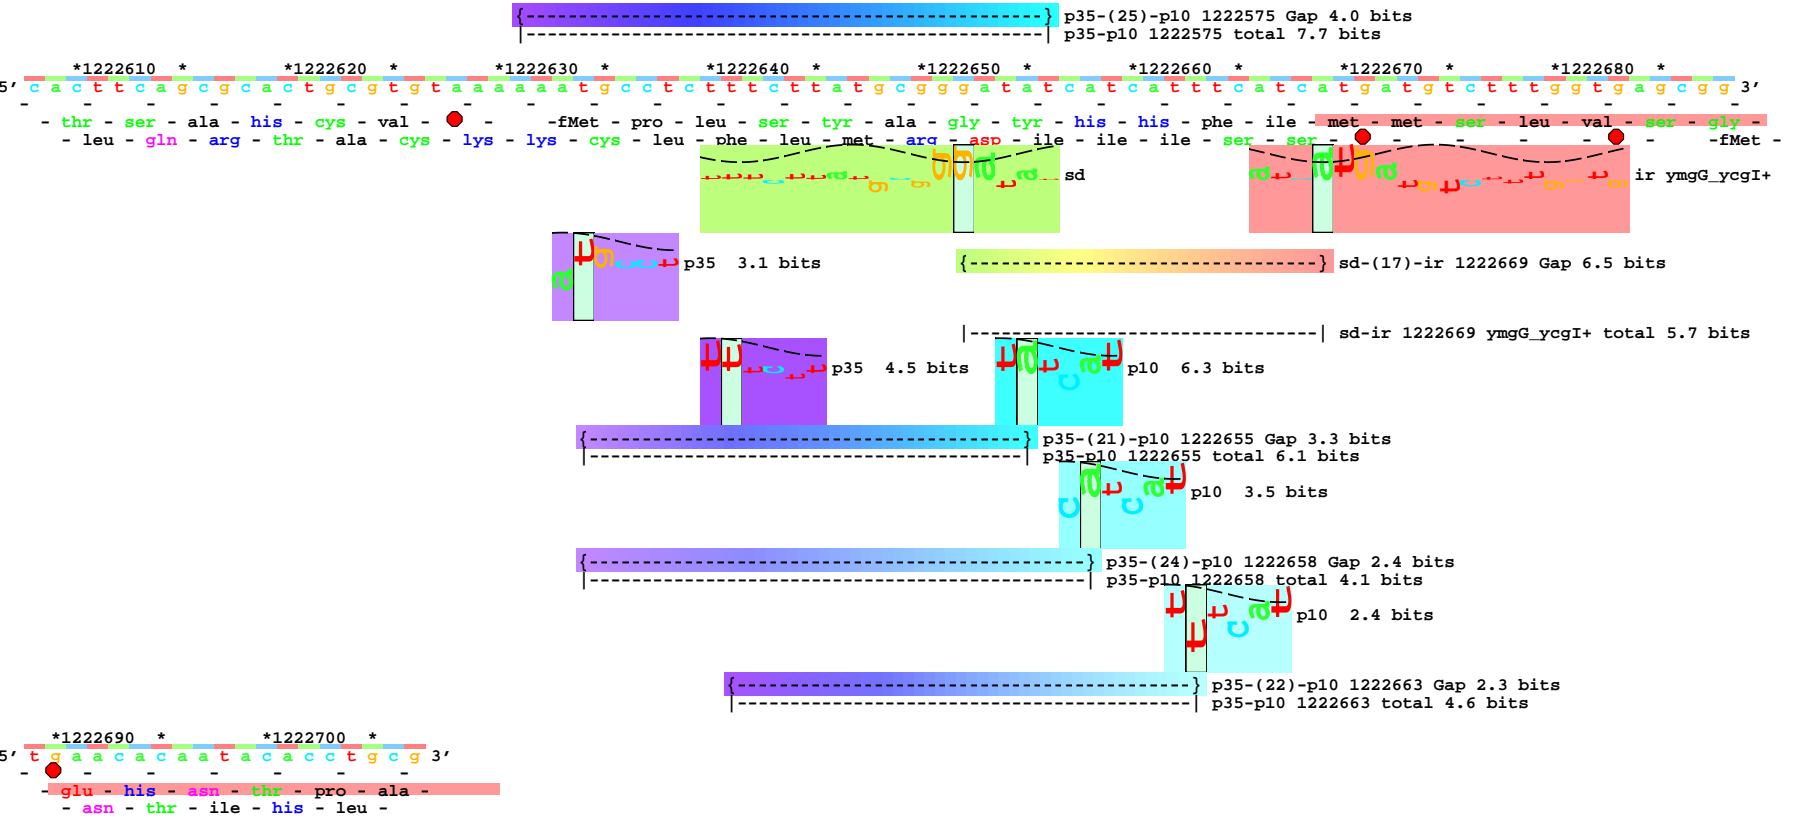 {-------------------------------------------------} p35-(25)-p10 1222575 Gap 4.0 bits
|-------------------------------------------------| p35-p10 1222575 total 7.7 bits
*1222610 * *1222620 * *1222630 * *1222640 * *1222650 * *1222660 * *1222670 * *1222680 *
5' c a c t t c a g c g c a c t g c g t g t a a a a a a t g c c t c t t t c t t a t g c g g g a t a t c a t c a t t t c a t c a t g a t g t c t t t g g t g a g c g g 3'
- thr - ser - ala - his - cys - val - - -fMet - pro - leu - ser - tyr - ala - gly - tyr - his - his - phe - ile - met - met - ser - leu - val - ser - gly -
- leu - gln - arg - thr - ala - cys - lys - lys - cys - leu - phe - leu - met - arg - asp - ile - ile - ile - ser - ser - - - - - -fMet -
sd
ir ymgG_ycgI+
p35 3.1 bits
{---------------------------------} sd-(17)-ir 1222669 Gap 6.5 bits
|---------------------------------| sd-ir 1222669 ymgG_ycgI+ total 5.7 bits
p35 4.5 bits
p10 6.3 bits
{-----------------------------------------} p35-(21)-p10 1222655 Gap 3.3 bits
|-----------------------------------------| p35-p10 1222655 total 6.1 bits
p10 3.5 bits
{-----------------------------------------------} p35-(24)-p10 1222658 Gap 2.4 bits
|-----------------------------------------------| p35-p10 1222658 total 4.1 bits
p10 2.4 bits
{-------------------------------------------} p35-(22)-p10 1222663 Gap 2.3 bits
|-------------------------------------------| p35-p10 1222663 total 4.6 bits
*1222690 * *1222700 *
5' t g a a c a c a a t a c a c c t g c g 3'
- glu - his - asn - thr - pro - ala -
- asn - thr - ile - his - leu -